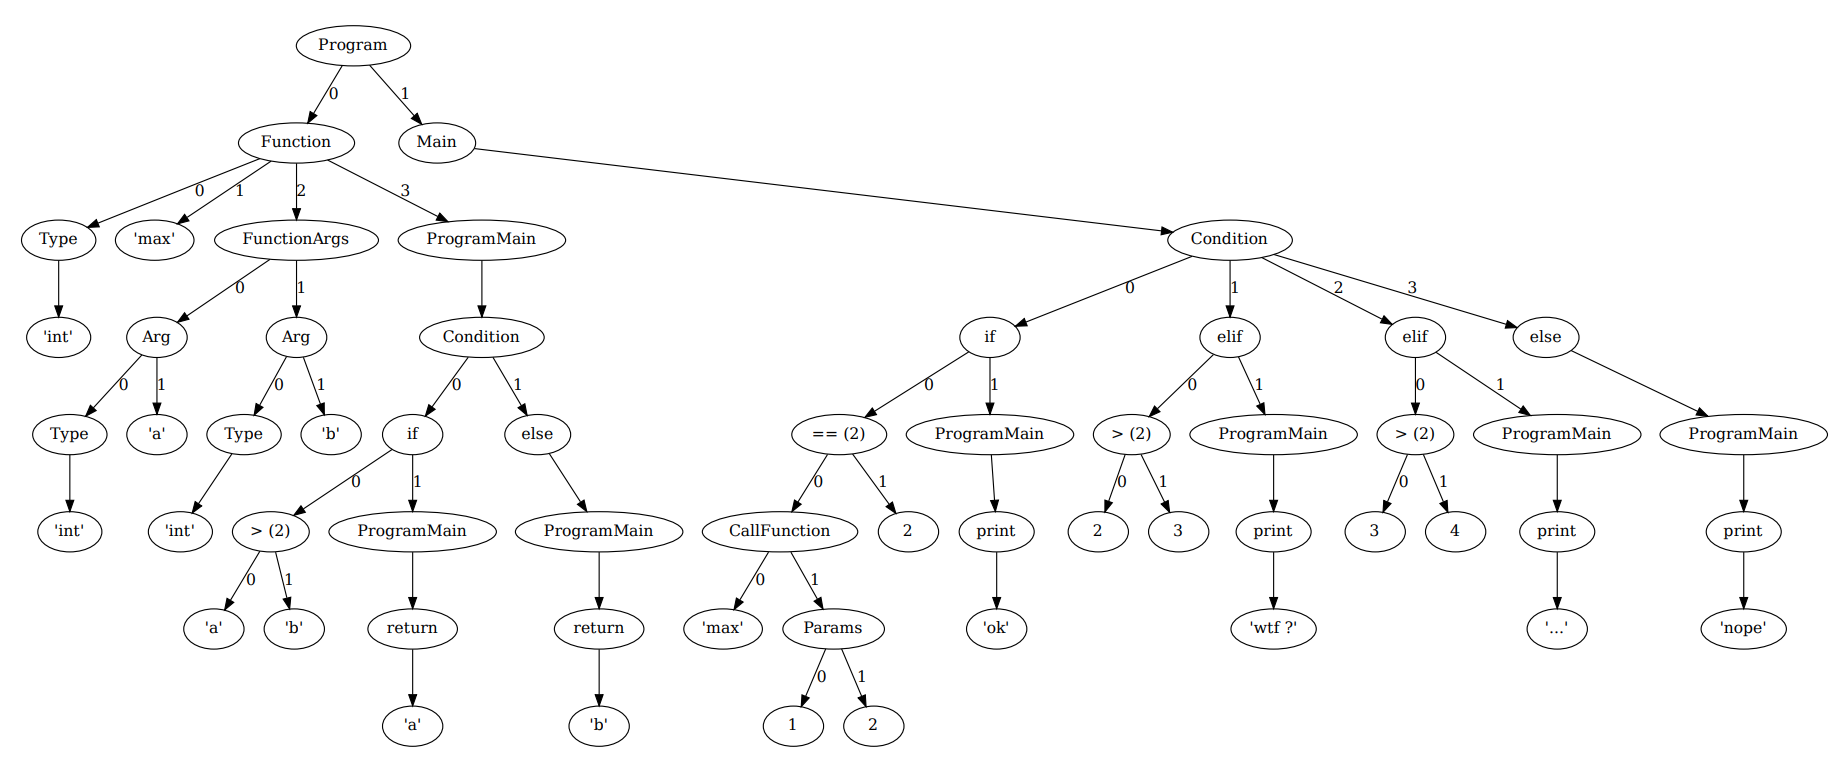 Program
0 1
Function Main
0 1 2 3
Type 'max' FunctionArgs ProgramMain Condition
0 1 0 1 2 3
'int' Arg Arg Condition if elif elif else
0 1 0 1 0 1 0 1 0 1 0 1
Type 'a' Type 'b' if else == (2) ProgramMain > (2) ProgramMain > (2) ProgramMain ProgramMain
0 1 0 1 0 1 0 1
'int' 'int' > (2) ProgramMain ProgramMain CallFunction 2 print 2 3 print 3 4 print print
0 1 0 1
'a' 'b' return return 'max' Params 'ok' 'wtf ?' '...' 'nope'
0 1
'a' 'b' 1 2